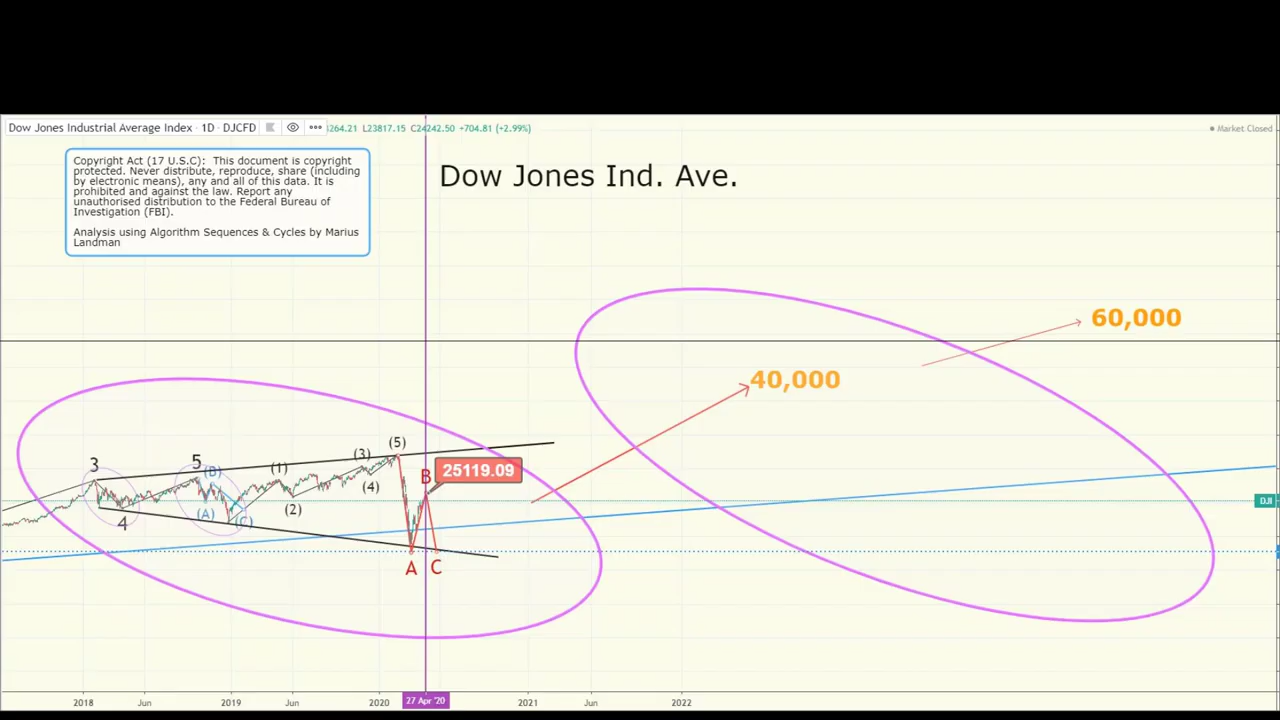 Dow Jones Industrial Average Index · 1D · DJCFD ••• 264.21 L23817.15 C24242.50 +704.81 (+2.99%)
Market Closed
Copyright Act (17 U.S.C): This document is copyright
protected. Never distribute, reproduce, share (including
by electronic means), any and all of this data. It is
prohibited and against the law. Report any
unauthorised distribution to the Federal Bureau of
Investigation (FBI).
Analysis using Algorithm Sequences & Cycles by Marius
Landman
Dow Jones Ind. Ave.
60,000
40,000
(5)
(3)
3
5
(B)
(1)
(4)
B
25119.09
4
(A)
(C)
(2)
DJI
A
C
2018
Jun
2019
Jun
2020
27 Apr '20
2021
Jun
2022